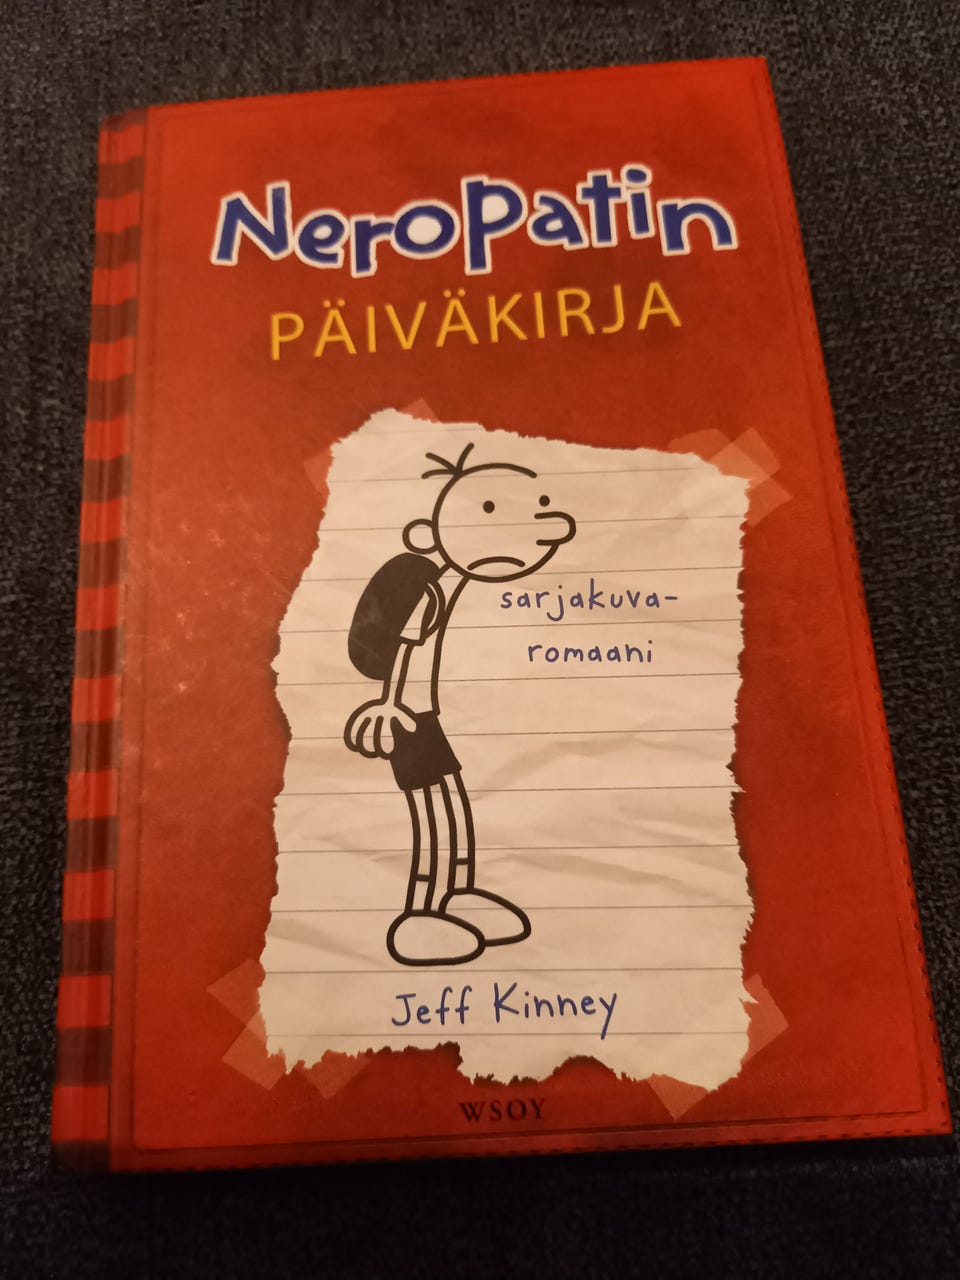 Neropatin
PÄIVÄKIRJA
sarjakuva-
romaani
Jeff Kinney
WSOY